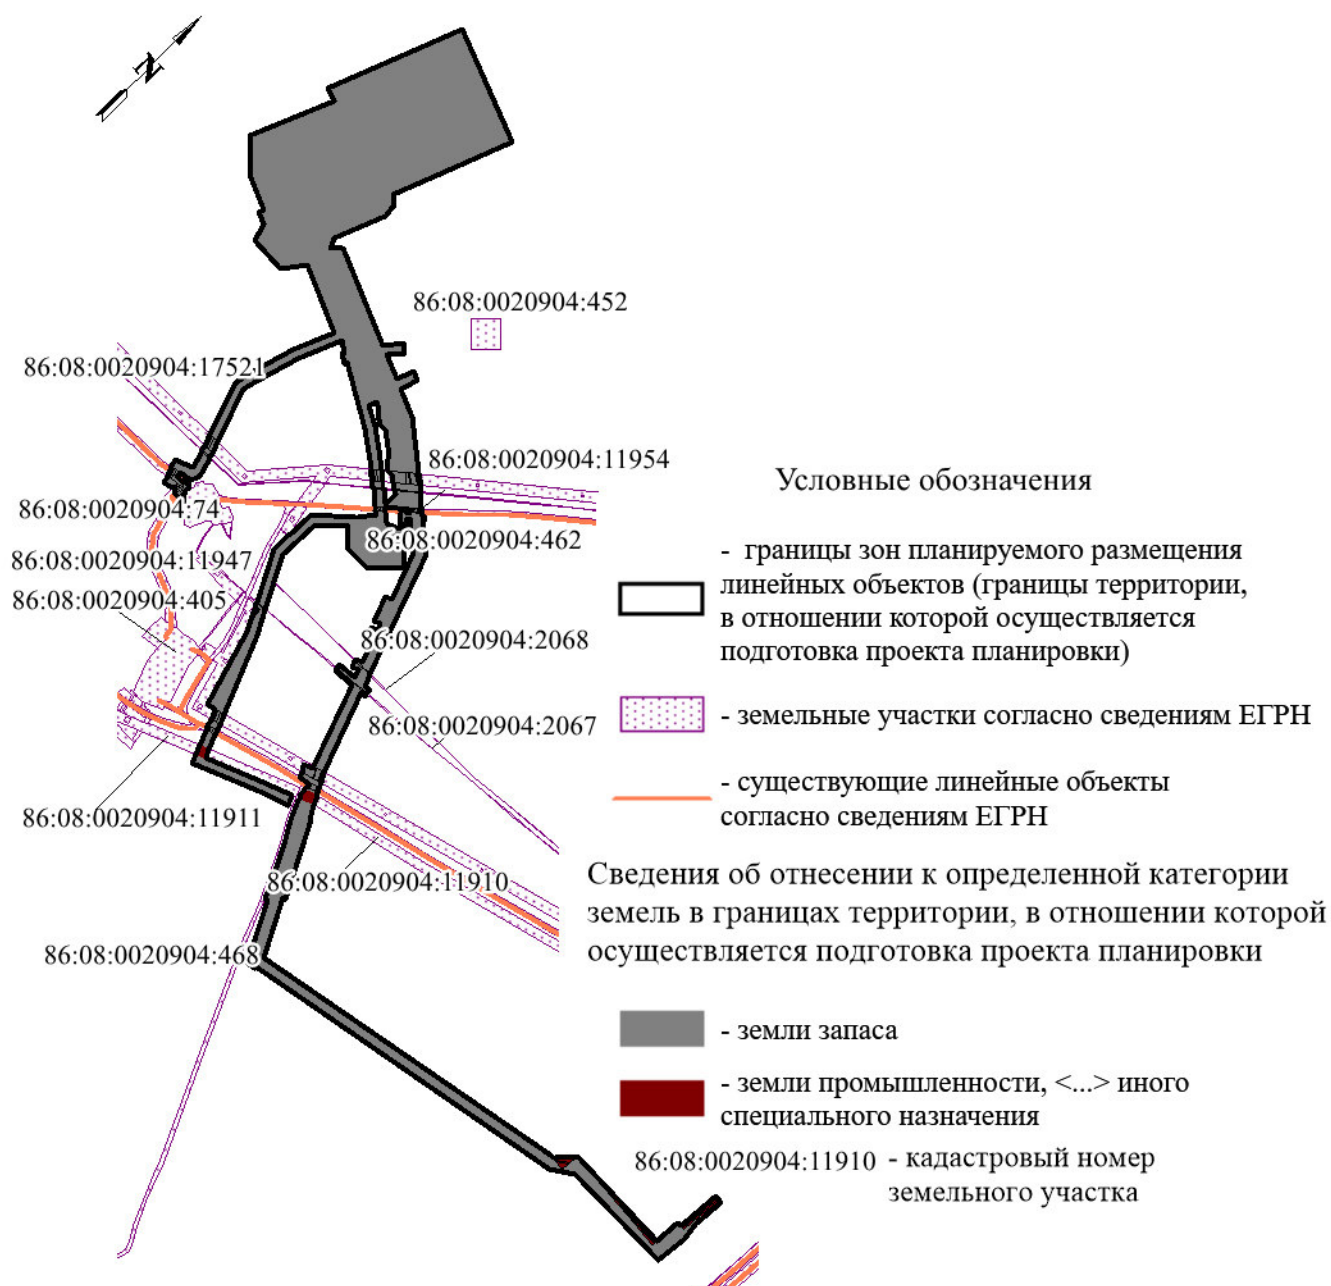 N
86:08:0020904:452
86:08:0020904:17521
86:08:0020904:11954
86:08:0020904:74
86:08:0020904:462
86:08:0020904:11947
86:08:0020904:405
86:08:0020904:2068
86:08:0020904:2067
86:08:0020904:11911
86:08:0020904:11910
86:08:0020904:468
Условные обозначения
- границы зон планируемого размещения
линейных объектов (границы территории,
в отношении которой осуществляется
подготовка проекта планировки)
- земельные участки согласно сведениям ЕГРН
- существующие линейные объекты
согласно сведениям ЕГРН
Сведения об отнесении к определенной категории
земель в границах территории, в отношении которой
осуществляется подготовка проекта планировки
- земли запаса
- земли промышленности, <...> иного
специального назначения
86:08:0020904:11910 - кадастровый номер
земельного участка